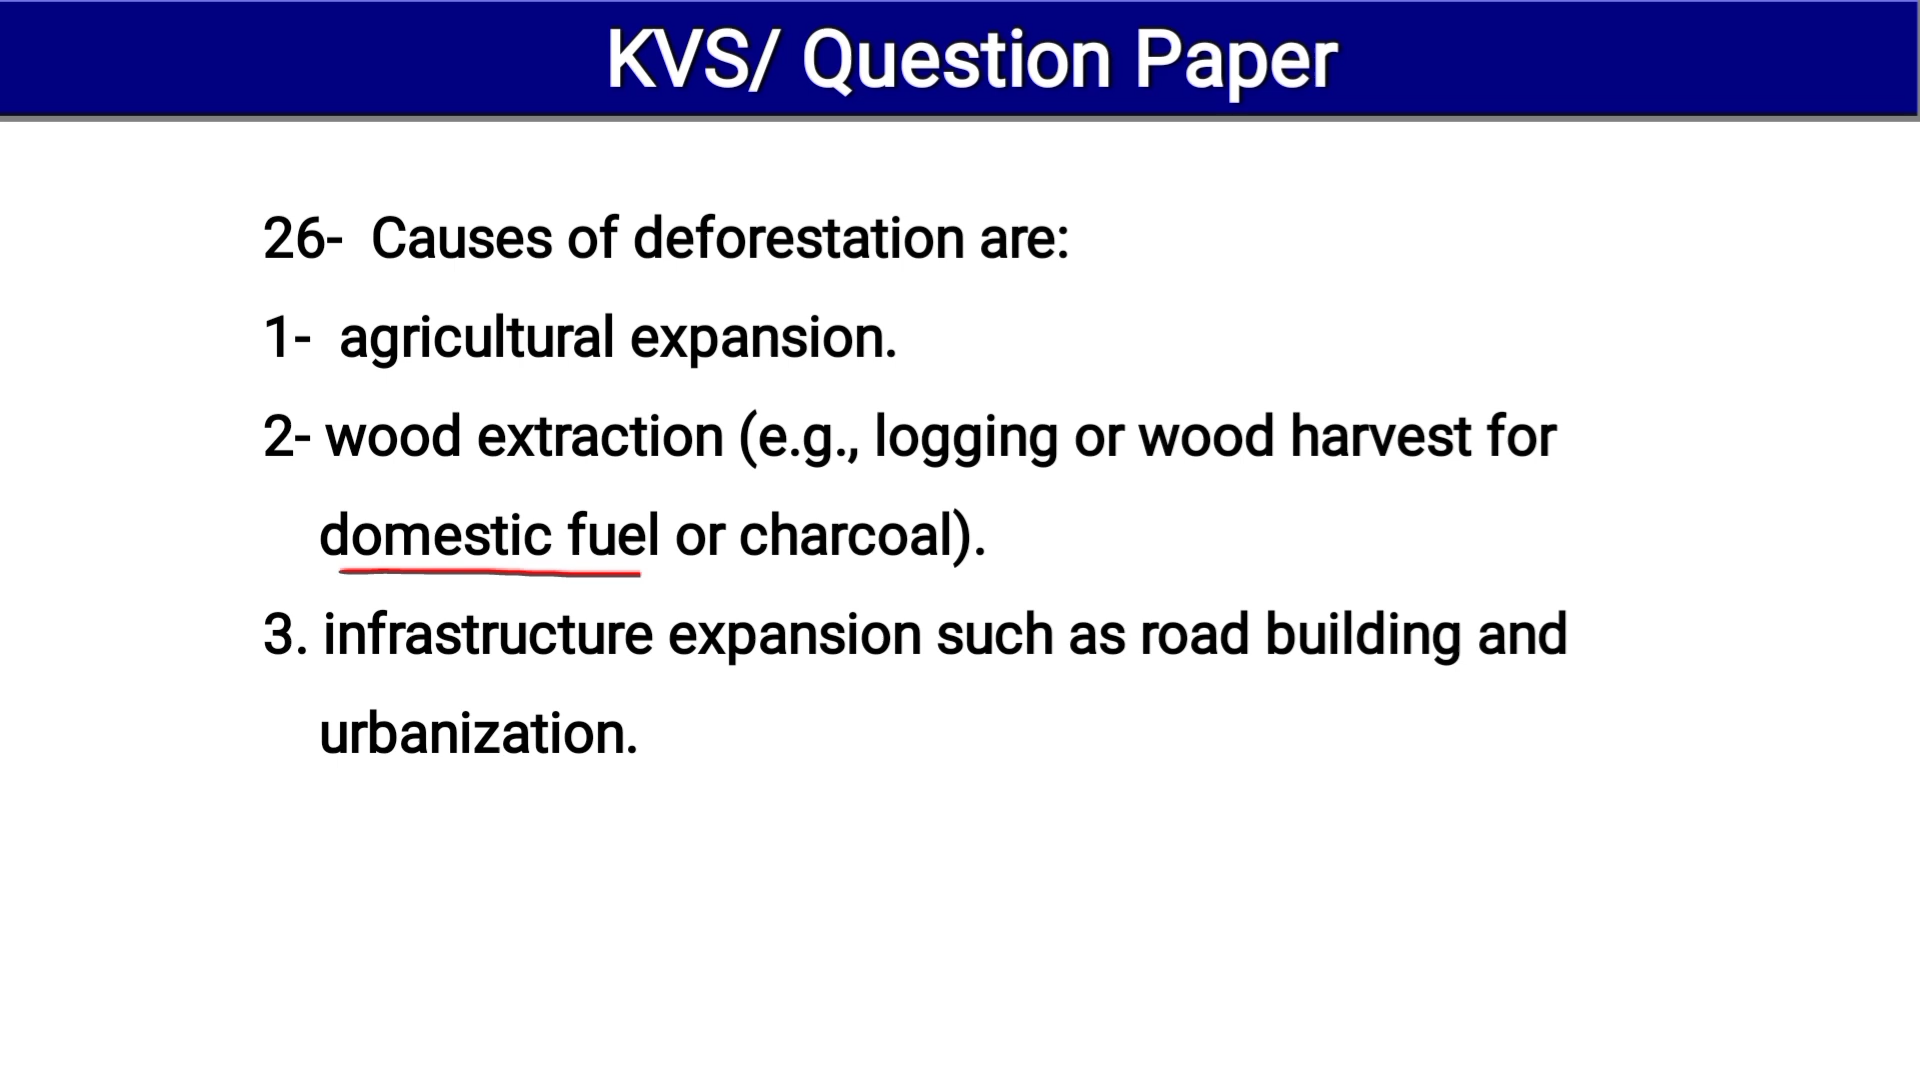 KVS/ Question Paper
26- Causes of deforestation are:
1- agricultural expansion.
2- wood extraction (e.g., logging or wood harvest for
domestic fuel or charcoal).
3. infrastructure expansion such as road building and
urbanization.